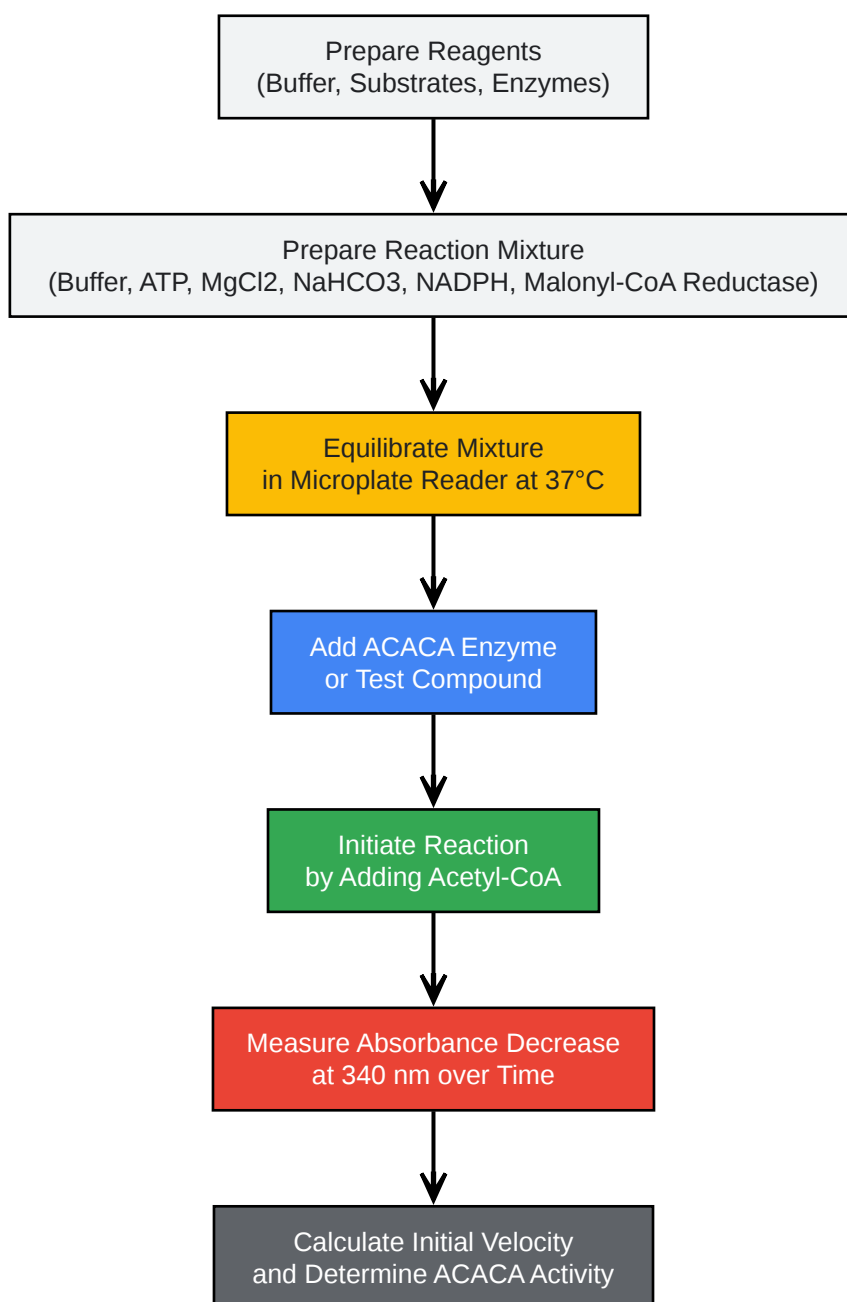 Prepare Reagents
(Buffer, Substrates, Enzymes)
Prepare Reaction Mixture
(Buffer, ATP, MgCl2, NaHCO3, NADPH, Malonyl-CoA Reductase)
Equilibrate Mixture
in Microplate Reader at 37°C
Add ACACA Enzyme
or Test Compound
Initiate Reaction
by Adding Acetyl-CoA
Measure Absorbance Decrease
at 340 nm over Time
Calculate Initial Velocity
and Determine ACACA Activity